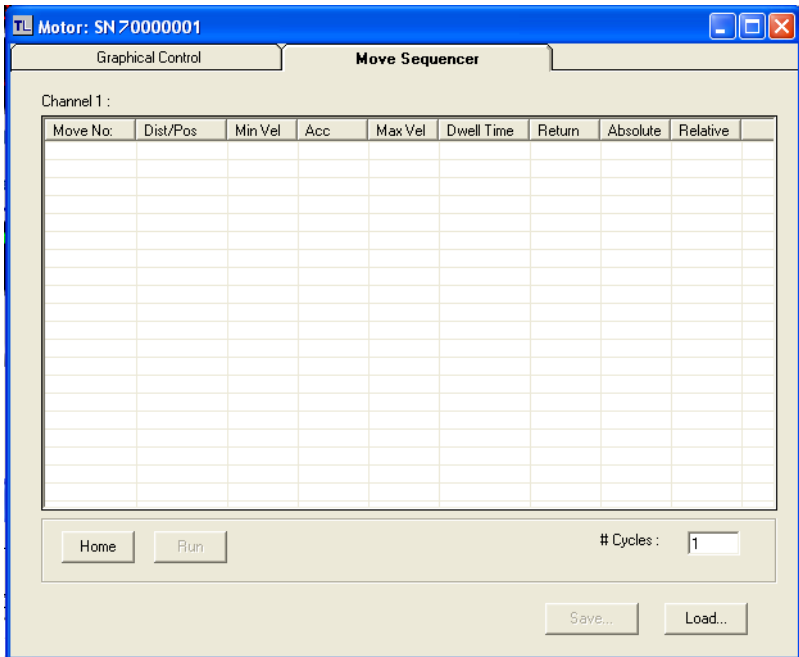 TL Motor: SN 70000001
Graphical Control Move Sequencer
Channel 1 :
Move No: Dist/Pos Min Vel Acc Max Vel Dwell Time Return Absolute Relative
Home Run # Cycles : 1
Save... Load...